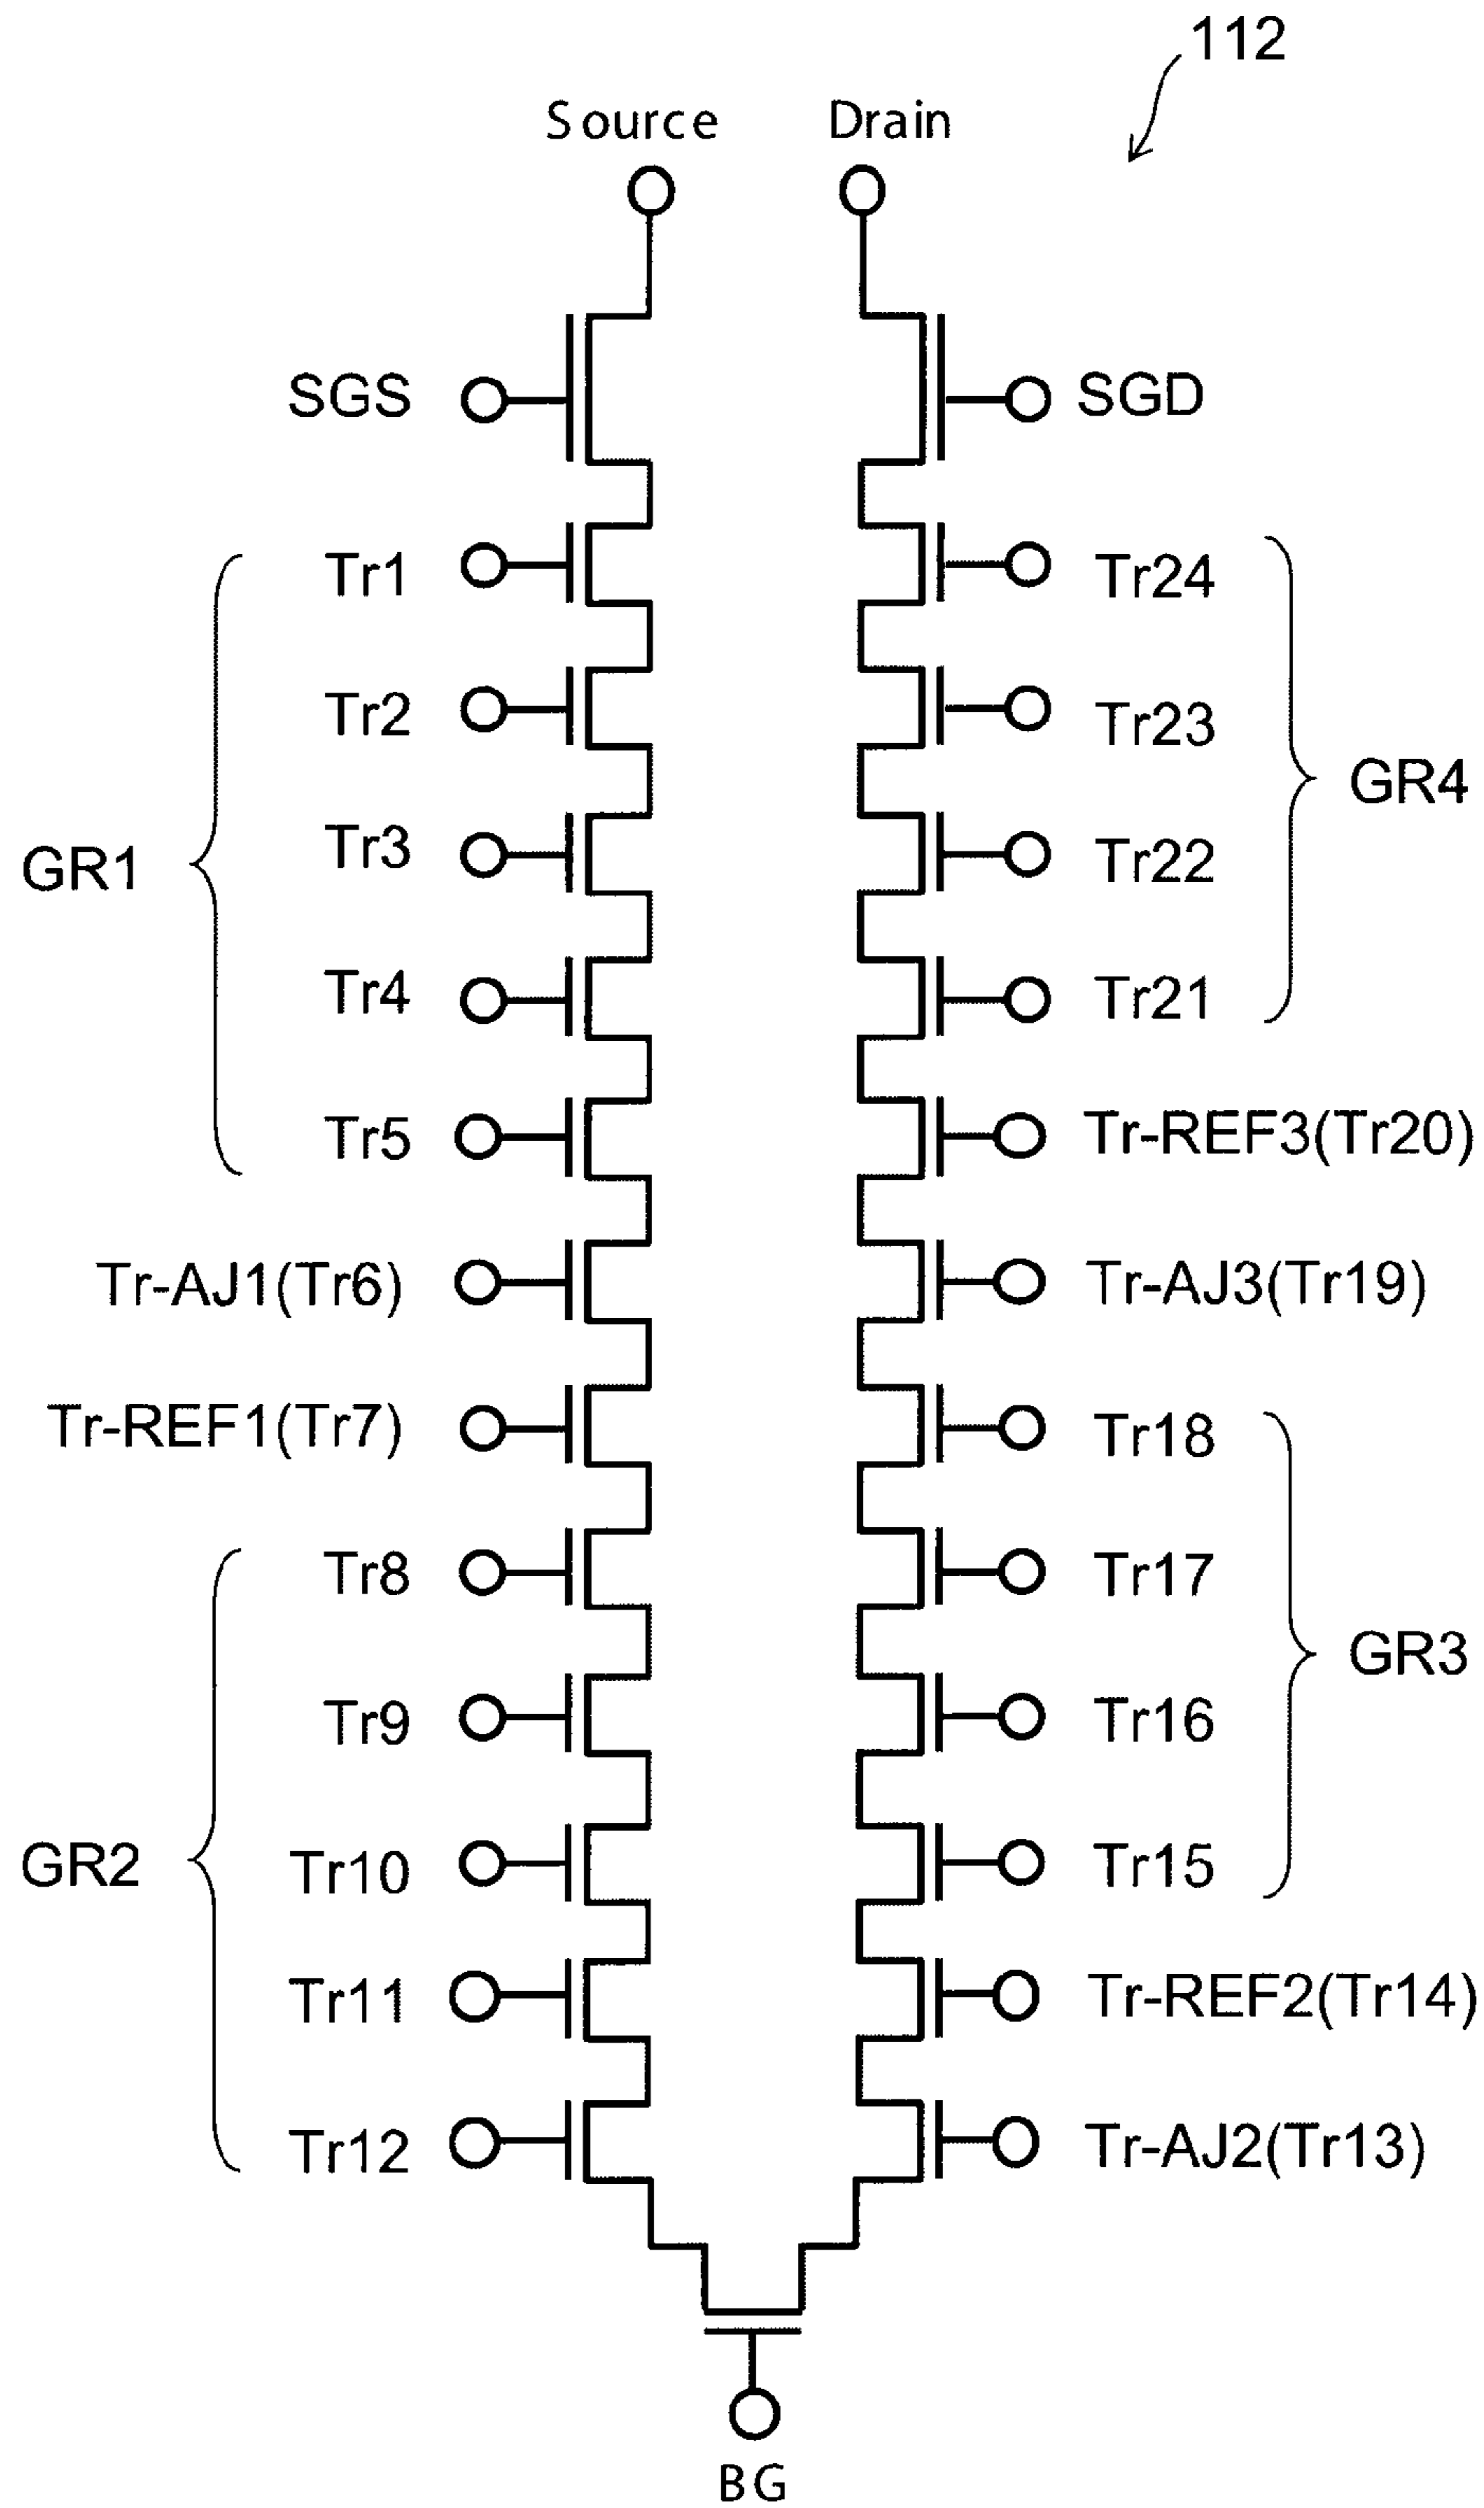 112
Source Drain
SGS SGD
Tr1 Tr24
Tr2 Tr23
GR4
Tr3 Tr22
GR1
Tr4 Tr21
Tr5 Tr-REF3(Tr20)
Tr-AJ1(Tr6) Tr-AJ3(Tr19)
Tr-REF1(Tr7) Tr18
Tr8 Tr17
GR3
Tr9 Tr16
GR2
Tr10 Tr15
Tr11 Tr-REF2(Tr14)
Tr12 Tr-AJ2(Tr13)
BG